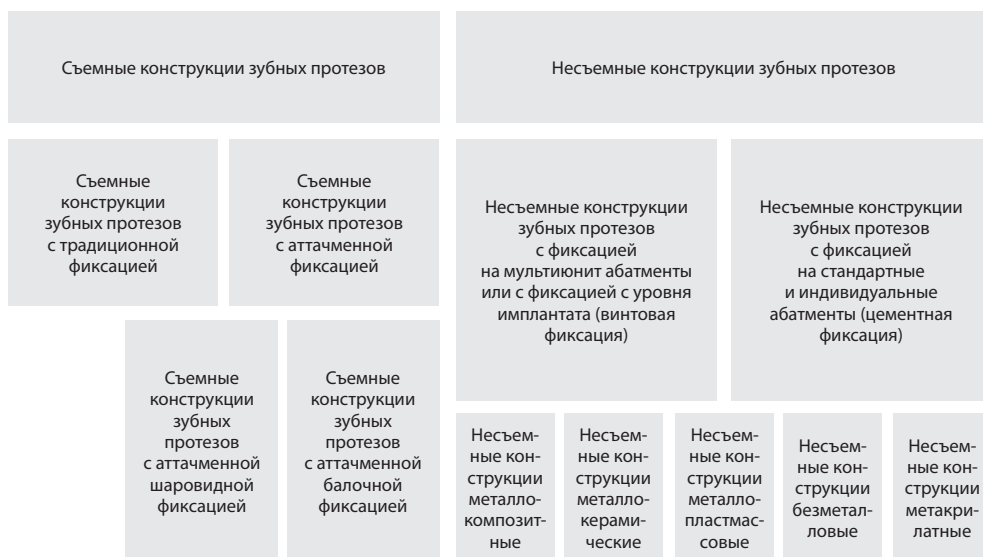 Съемные конструкции зубных протезов
Несъемные конструкции зубных протезов
Съемные
конструкции
зубных протезов
с традиционной
фиксацией
Съемные
конструкции
зубных протезов
с аттачменной
фиксацией
Несъемные конструкции
зубных протезов
с фиксацией
на мультиюнит абатменты
или с фиксацией с уровня
имплантата (винтовая
фиксация)
Несъемные конструкции
зубных протезов
с фиксацией
на стандартные
и индивидуальные
абатменты (цементная
фиксация)
Съемные
конструкции
зубных
протезов
с аттачменной
шаровидной
фиксацией
Съемные
конструкции
зубных
протезов
с аттачменной
балочной
фиксацией
Несъем-
ные кон-
струкции
металло-
композит-
ные
Несъем-
ные кон-
струкции
металло-
керами-
ческие
Несъем-
ные кон-
струкции
металло-
пластмас-
совые
Несъем-
ные кон-
струкции
безметал-
ловые
Несъем-
ные кон-
струкции
метакри-
латные